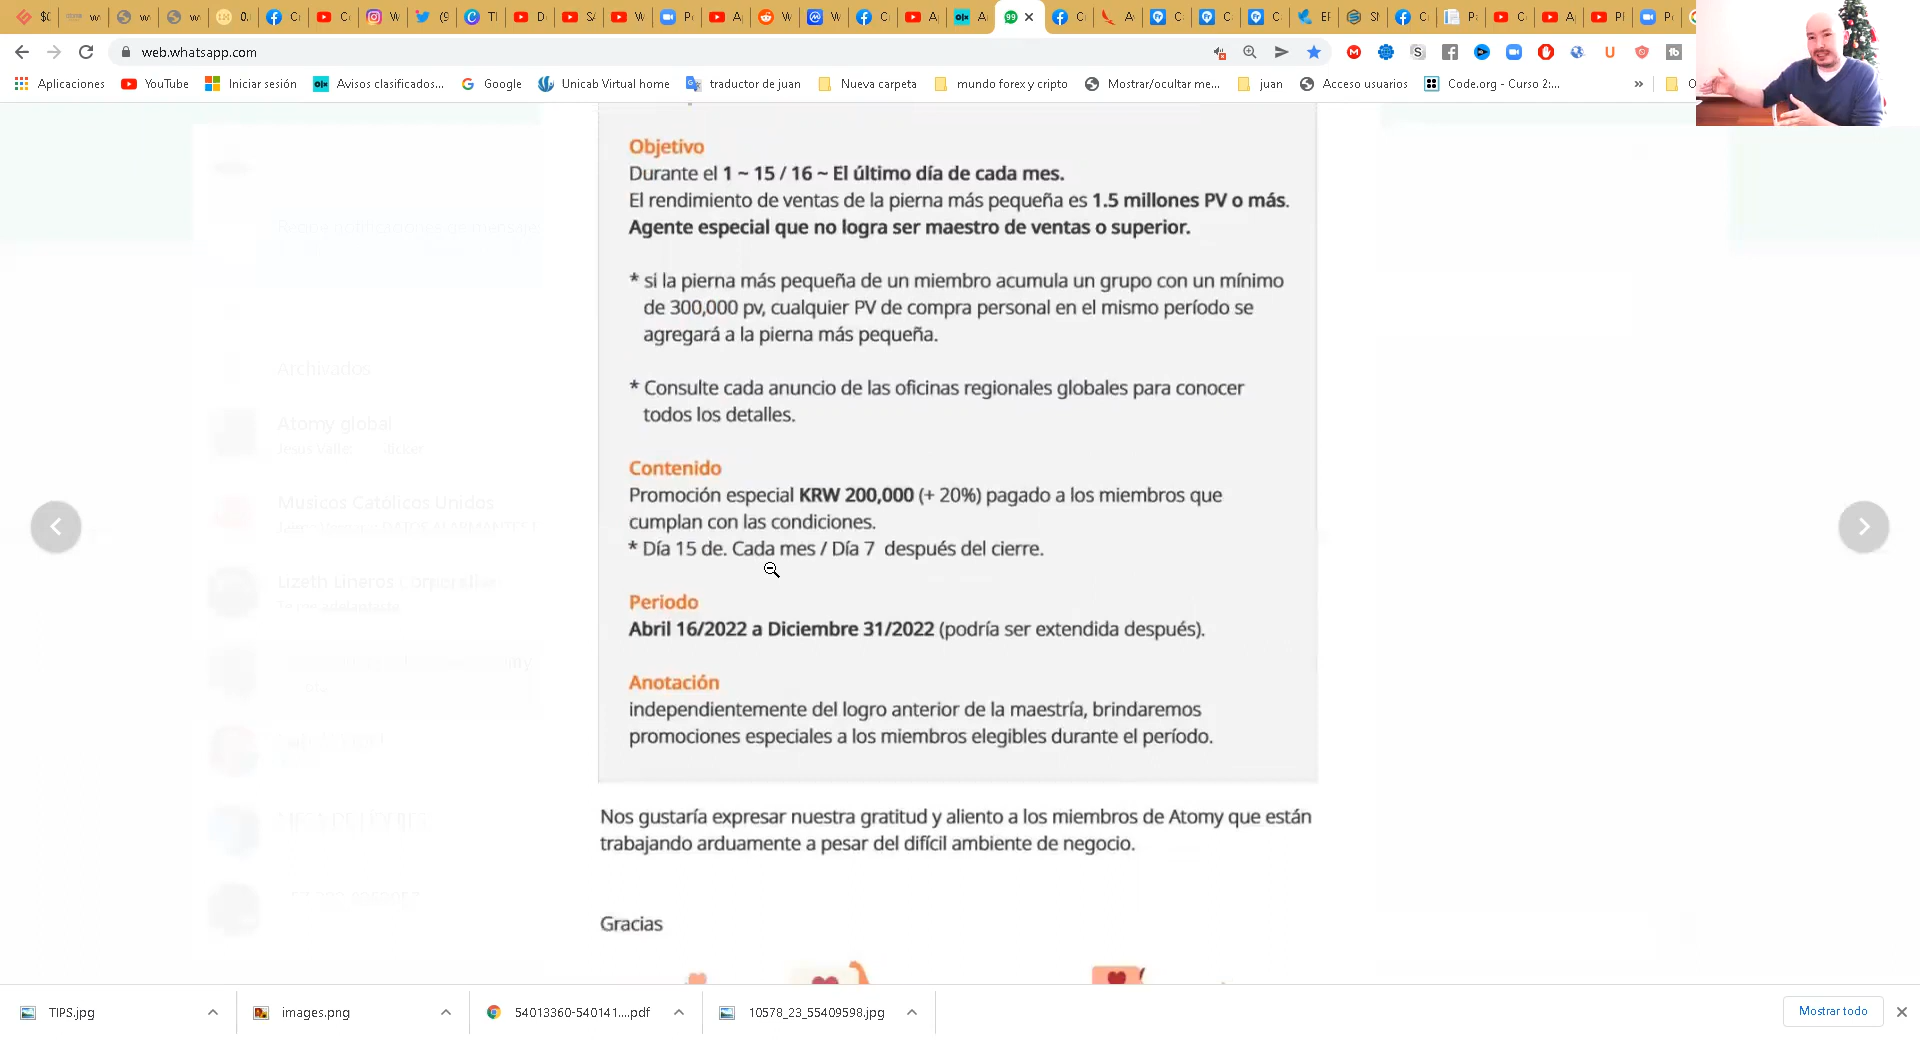 web.whatsapp.com
Aplicaciones
YouTube
Iniciar sesión
Avisos clasificados...
Google
Unicab Virtual home
traductor de juan
Nueva carpeta
mundo forex y cripto
Mostrar/ocultar me...
juan
Acceso usuarios
Code.org - Curso 2:...
»
Objetivo
Durante el 1 ~ 15 / 16 ~ El último día de cada mes.
El rendimiento de ventas de la pierna más pequeña es 1.5 millones PV o más.
Agente especial que no logra ser maestro de ventas o superior.
* si la pierna más pequeña de un miembro acumula un grupo con un mínimo
de 300,000 pv, cualquier PV de compra personal en el mismo período se
agregará a la pierna más pequeña.
* Consulte cada anuncio de las oficinas regionales globales para conocer
todos los detalles.
Contenido
Promoción especial KRW 200,000 (+ 20%) pagado a los miembros que
cumplan con las condiciones.
* Día 15 de. Cada mes / Día 7 después del cierre.
Periodo
Abril 16/2022 a Diciembre 31/2022 (podría ser extendida después).
Anotación
independientemente del logro anterior de la maestría, brindaremos
promociones especiales a los miembros elegibles durante el período.
Nos gustaría expresar nuestra gratitud y aliento a los miembros de Atomy que están
trabajando arduamente a pesar del difícil ambiente de negocio.
Gracias
Archivados
Atomy global
Musicos Católicos Unidos
Lizeth Lineros
TIPS.jpg
images.png
54013360-540141....pdf
10578_23_55409598.jpg
Mostrar todo